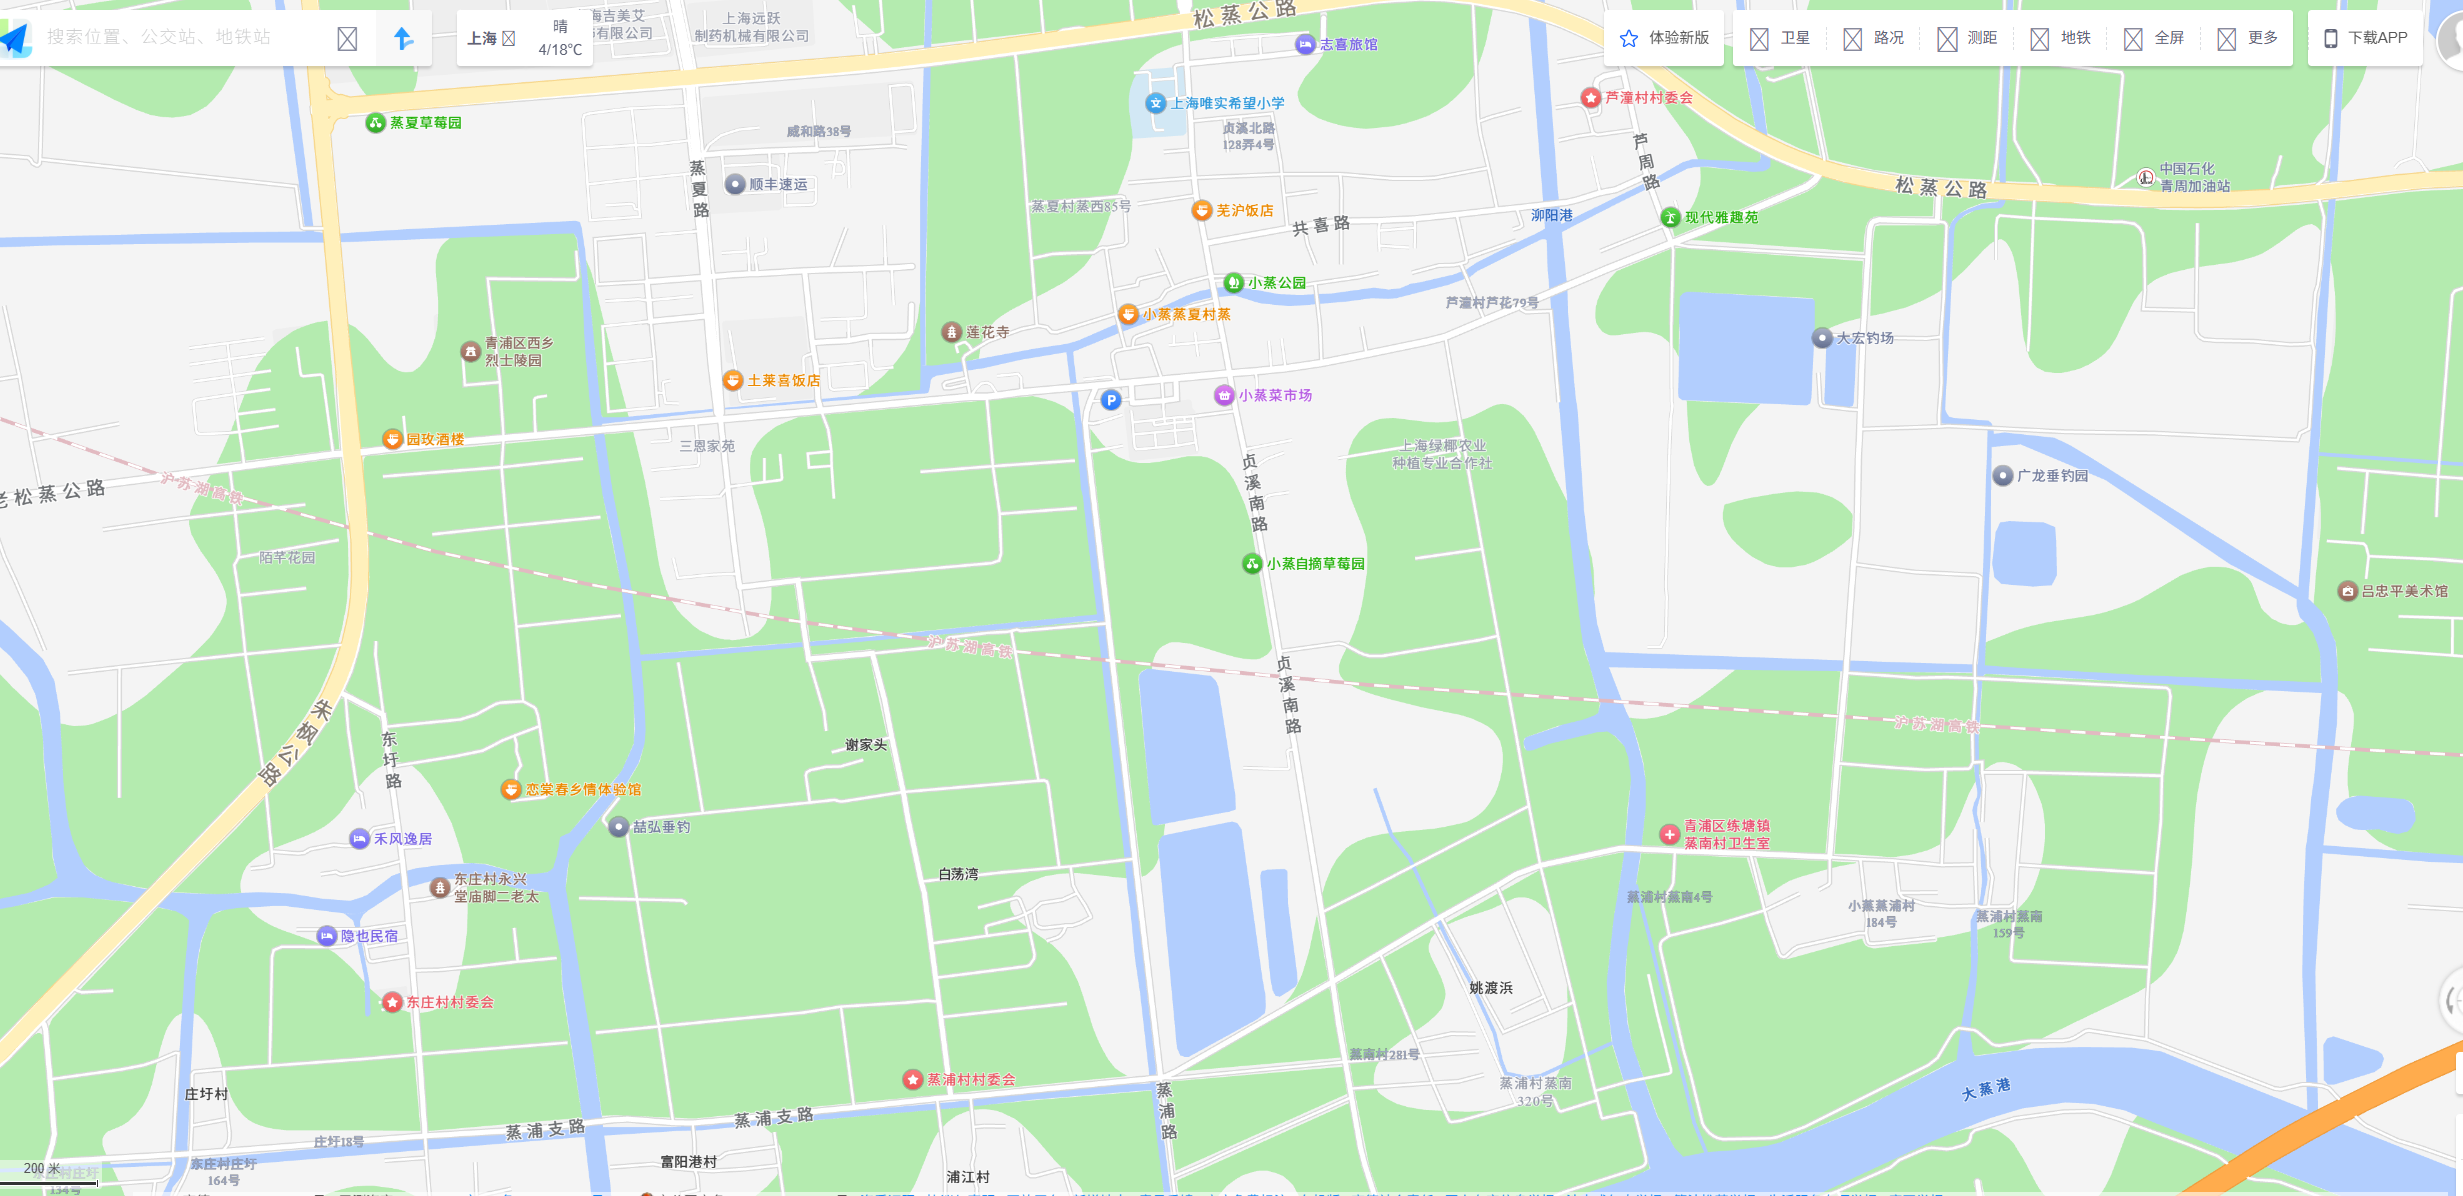 搜索位置、公交站、地铁站
上海
晴
4/18℃
体验新版
卫星
路况
测距
地铁
全屏
更多
下载APP
海吉美艾
饰有限公司
上海远跃
制药机械有限公司
松蒸公路
志喜旅馆
上海唯实希望小学
芦潼村村委会
蒸夏草莓园
贞溪北路
128弄4号
芦周路
中国石化
青周加油站
松蒸公路
蒸夏路
顺丰速运
蒸夏村蒸西85号
芜沪饭店
共喜路
泖阳港
现代雅趣苑
小蒸公园
芦潼村芦花79号
小蒸蒸夏村蒸
莲花寺
大宏钓场
青浦区西乡
烈士陵园
土菜喜饭店
P
小蒸菜市场
园玫酒楼
三恩家苑
上海绿椰农业
种植专业合作社
广龙垂钓园
老松蒸公路
沪苏湖高铁
贞溪南路
陌芊花园
小蒸自摘草莓园
吕忠平美术馆
沪苏湖高铁
贞溪南路
沪苏湖高铁
朱枫公路
东圩路
谢家头
恋棠春乡情体验馆
喆弘垂钓
禾风逸居
青浦区练塘镇
蒸南村卫生室
白荡湾
东庄村永兴
堂庙脚二老太
蒸浦村蒸南4号
小蒸蒸浦村
184号
蒸浦村蒸南
159号
隐也民宿
姚渡浜
东庄村村委会
蒸南村281号
蒸浦村村委会
蒸浦村蒸南
320号
大蒸港
庄圩村
蒸浦支路
蒸浦支路
蒸浦路
庄圩18号
东庄村庄圩
164号
富阳港村
浦江村
200 米
134号